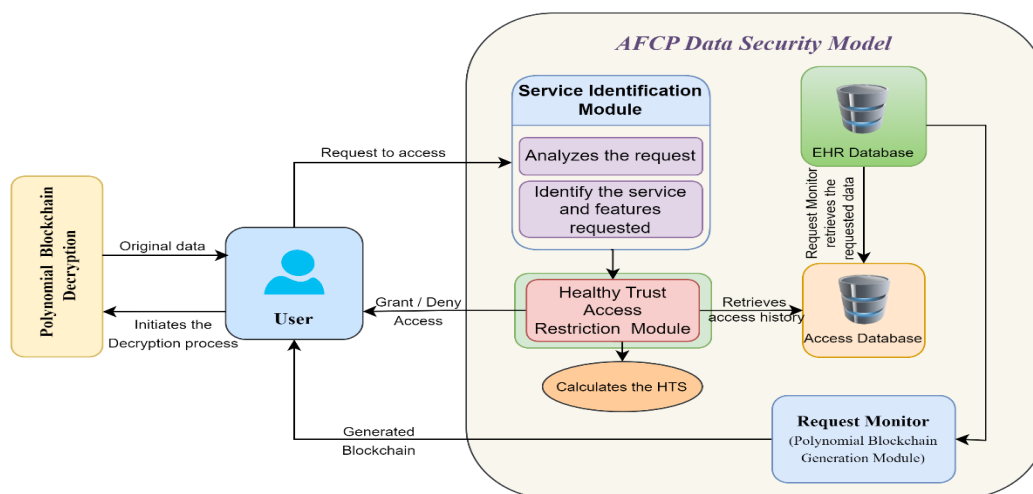 AFCP Data Security Model
Service Identification
Module
Analyzes the request
Identify the service
and features
requested
EHR Database
Request Monitor
retrieves the
requested data
Request to access
Polynomial Blockchain
Decryption
Original data
User
Initiates the
Decryption process
Grant / Deny
Access
Healthy Trust
Access
Restriction Module
Retrieves
access history
Access Database
Calculates the HTS
Generated
Blockchain
Request Monitor
(Polynomial Blockchain
Generation Module)